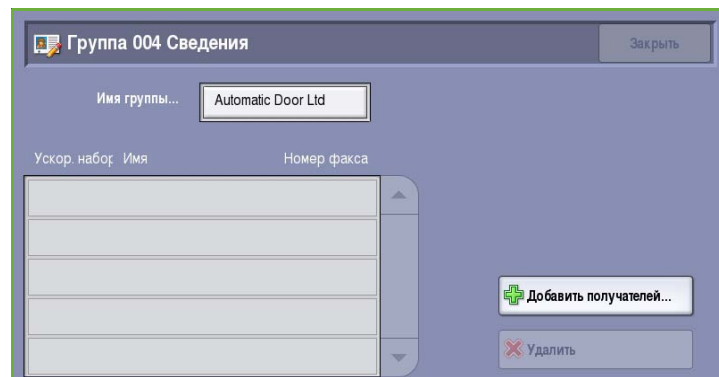 Группа 004 Сведения
Закрыть
Имя группы... Automatic Door Ltd
Ускор. набор Имя Номер факса
Добавить получателей...
Удалить